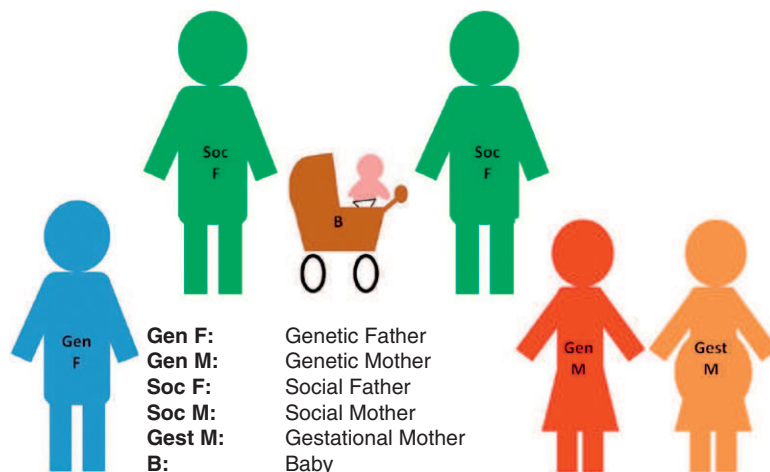 Soc
F
Soc
F
B
Gen
F
Gen
M
Gest
M
Gen F: Genetic Father
Gen M: Genetic Mother
Soc F: Social Father
Soc M: Social Mother
Gest M: Gestational Mother
B: Baby